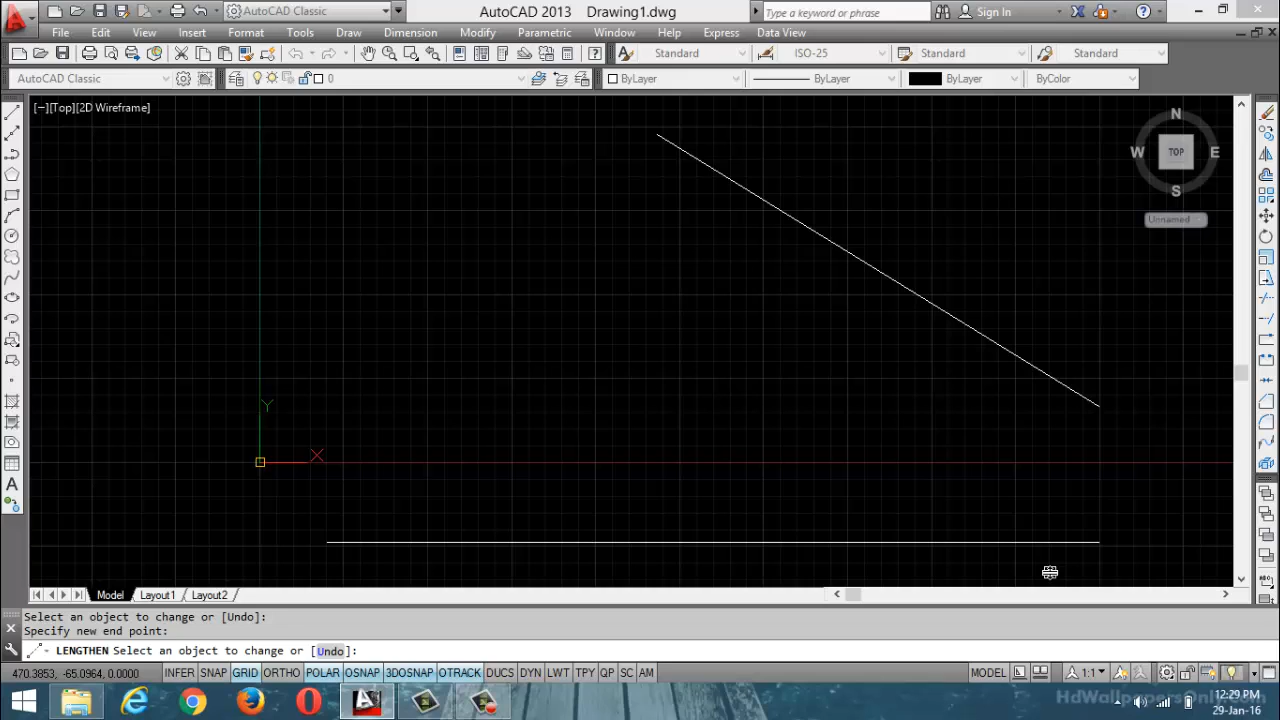 AutoCAD Classic
AutoCAD 2013 Drawing1.dwg
Type a keyword or phrase
Sign In
File Edit View Insert Format Tools Draw Dimension Modify Parametric Window Help Express Data View
Standard ISO-25 Standard Standard
AutoCAD Classic 0 ByLayer ByLayer ByLayer ByColor
[−][Top][2D Wireframe]
N
W TOP E
S
Unnamed
Y
X
Model Layout1 Layout2
Select an object to change or [Undo]:
Specify new end point:
LENGTHEN Select an object to change or [Undo]:
470.3853, -65.0964, 0.0000 INFER SNAP GRID ORTHO POLAR OSNAP 3DOSNAP OTRACK DUCS DYN LWT TPY QP SC AM MODEL 1:1
HdWallpapersOnly.com
12:29 PM
29-Jan-16